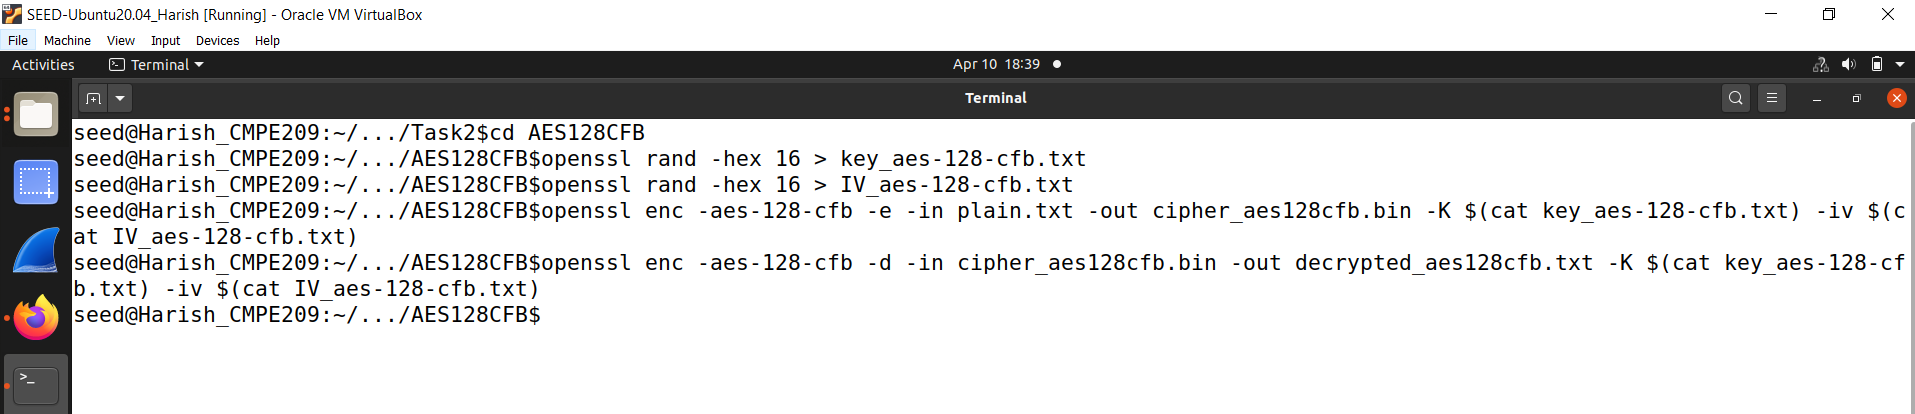 SEED-Ubuntu20.04_Harish [Running] - Oracle VM VirtualBox
File Machine View Input Devices Help
Activities Terminal Apr 10 18:39
Terminal
seed@Harish_CMPE209:~/.../Task2$cd AES128CFB
seed@Harish_CMPE209:~/.../AES128CFB$openssl rand -hex 16 > key_aes-128-cfb.txt
seed@Harish_CMPE209:~/.../AES128CFB$openssl rand -hex 16 > IV_aes-128-cfb.txt
seed@Harish_CMPE209:~/.../AES128CFB$openssl enc -aes-128-cfb -e -in plain.txt -out cipher_aes128cfb.bin -K $(cat key_aes-128-cfb.txt) -iv $(c
at IV_aes-128-cfb.txt)
seed@Harish_CMPE209:~/.../AES128CFB$openssl enc -aes-128-cfb -d -in cipher_aes128cfb.bin -out decrypted_aes128cfb.txt -K $(cat key_aes-128-cf
b.txt) -iv $(cat IV_aes-128-cfb.txt)
seed@Harish_CMPE209:~/.../AES128CFB$